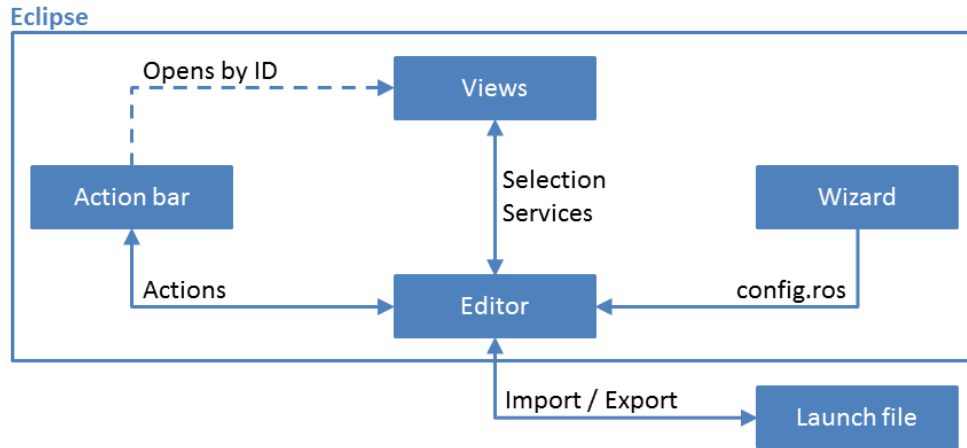 Eclipse
Opens by ID
Views
Action bar
Selection
Services
Wizard
Actions
Editor
config.ros
Import / Export
Launch file